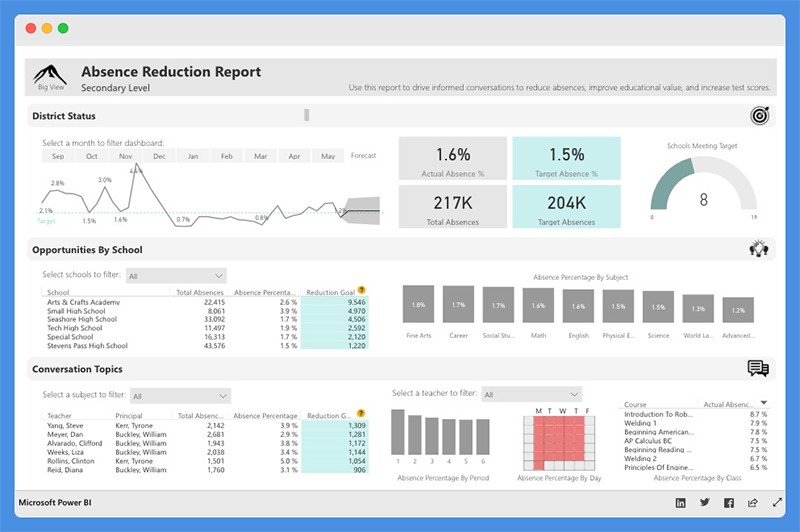 Big View
Absence Reduction Report
Secondary Level
Use this report to drive informed conversations to reduce absences, improve educational value, and increase test scores.
District Status
Select a month to filter dashboard:
Sep Oct Nov Dec Jan Feb Mar Apr May Forecast
2.8%
3.0%
2.1%
Target
1.5%
1.6%
0.7%
0.8%
1.6%
Actual Absence %
1.5%
Target Absence %
217K
Total Absences
204K
Target Absences
Schools Meeting Target
8
0
19
Opportunities By School
Select schools to filter: All
School Total Absences Absence Percenta... Reduction Goal ?
Arts & Crafts Academy 22,415 2.6 % 9,546
Small High School 8,061 3.9 % 4,970
Seashore High School 33,092 1.7 % 4,506
Tech High School 11,497 1.9 % 2,592
Special School 16,313 1.7 % 2,120
Stevens Pass High School 43,576 1.5 % 1,220
Absence Percentage By Subject
1.8% 1.7% 1.7% 1.6% 1.6% 1.5% 1.5% 1.3% 1.2%
Fine Arts Career Social Stu... Math English Physical E... Science World La... Advanced...
Conversation Topics
Select a subject to filter: All
Teacher Principal Total Absenc... Absence Percentage Reduction G... ?
Yang, Steve Kerr, Tyrone 2,142 3.9 % 1,309
Meyer, Dan Buckley, William 2,681 2.9 % 1,281
Alvarado, Clifford Buckley, William 1,943 3.8 % 1,172
Weeks, Liza Buckley, William 2,038 3.4 % 1,144
Rollins, Clinton Kerr, Tyrone 1,501 5.0 % 1,054
Reid, Diana Buckley, William 1,760 3.1 % 906
Select a teacher to filter: All
1 2 3 4 5 6
Absence Percentage By Period
M T W T F
Absence Percentage By Day
Course Actual Absenc...
Introduction To Rob... 8.7 %
Welding 1 7.9 %
Beginning American... 7.8 %
AP Calculus BC 7.5 %
Beginning Reading ... 7.5 %
Welding 2 6.7 %
Principles Of Engine... 6.5 %
Absence Percentage By Class
Microsoft Power BI